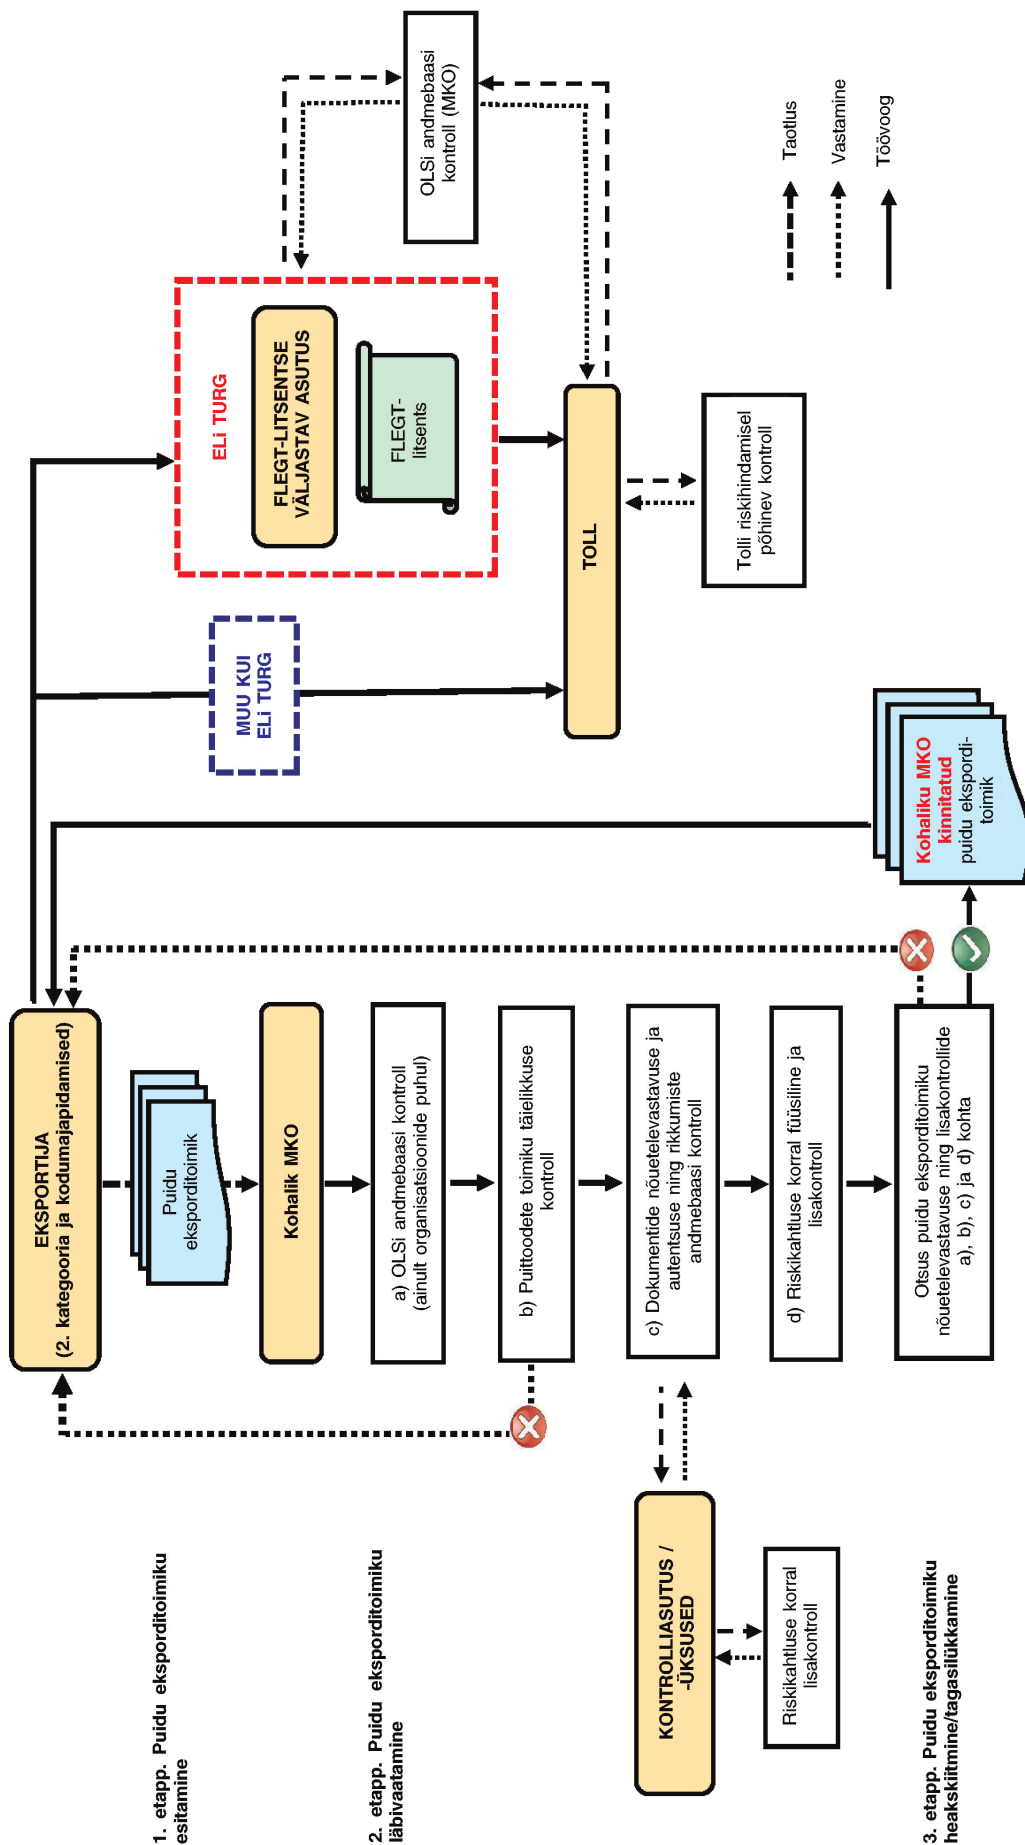 1. etapp. Puidu eksporditoimiku
esitamine
2. etapp. Puidu eksporditoimiku
läbivaatamine
3. etapp. Puidu eksporditoimiku
heakskiitmine/tagasilükkamine
EKSPORTIJA
(2. kategooria ja kodumajapidamised)
Puidu
eksporditoimik
Kohalik MKO
a) OLSi andmebaasi kontroll
(ainult organisatsioonide puhul)
b) Puittoodete toimiku täielikkuse
kontroll
c) Dokumentide nõuetelevastavuse ja
autentsuse ning rikkumiste
andmebaasi kontroll
d) Riskikahtluse korral füüsiline ja
lisakontroll
Otsus puidu eksporditoimiku
nõuetelevastavuse ning lisakontrollide
a), b), c) ja d) kohta
KONTROLLIASUTUS /
-ÜKSUSED
Riskikahtluse korral
lisakontroll
Kohaliku MKO
kinnitatud
puidu ekspordi-
toimik
MUU KUI
ELi TURG
ELi TURG
FLEGT-LITSENTSE
VÄLJASTAV ASUTUS
FLEGT-
litsents
TOLL
Tolli riskihindamisel
põhinev kontroll
OLSi andmebaasi
kontroll (MKO)
Taotlus
Vastamine
Töövoog